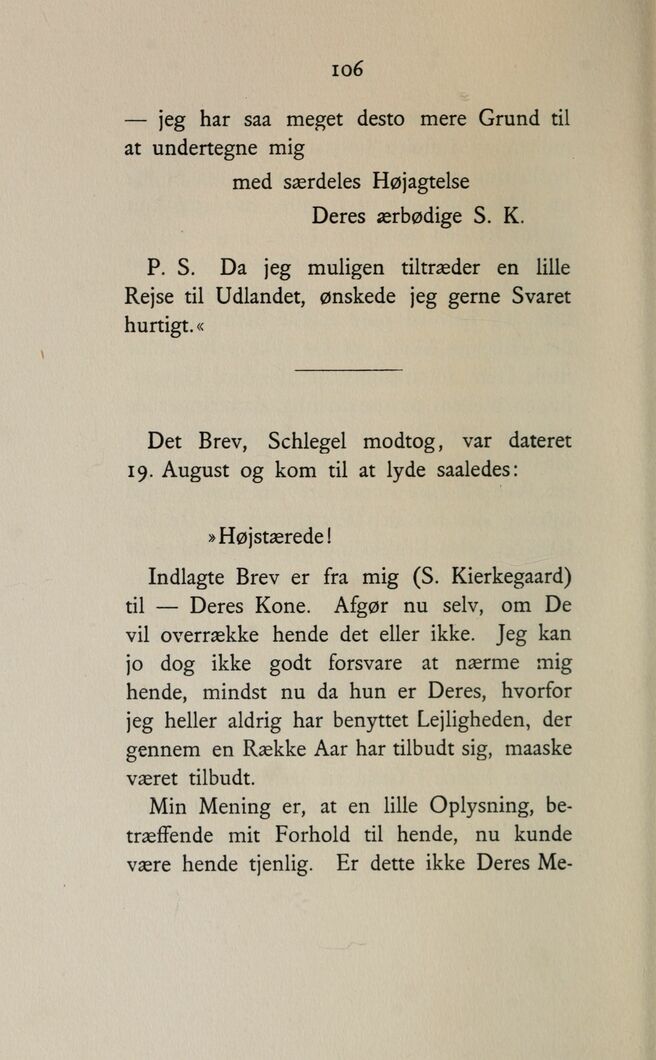 106
— jeg har saa meget desto mere Grund til
at undertegne mig
med særdeles Højagtelse
Deres ærbødige S. K.
P. S. Da jeg muligen tiltræder en lille
Rejse til Udlandet, ønskede jeg gerne Svaret
hurtigt.«
Det Brev, Schlegel modtog, var dateret
19. August og kom til at lyde saaledes:
»Højstærede!
Indlagte Brev er fra mig (S. Kierkegaard)
til — Deres Kone. Afgør nu selv, om De
vil overrække hende det eller ikke. Jeg kan
jo dog ikke godt forsvare at nærme mig
hende, mindst nu da hun er Deres, hvorfor
jeg heller aldrig har benyttet Lejligheden, der
gennem en Række Aar har tilbudt sig, maaske
været tilbudt.
Min Mening er, at en lille Oplysning, be-
træffende mit Forhold til hende, nu kunde
være hende tjenlig. Er dette ikke Deres Me-